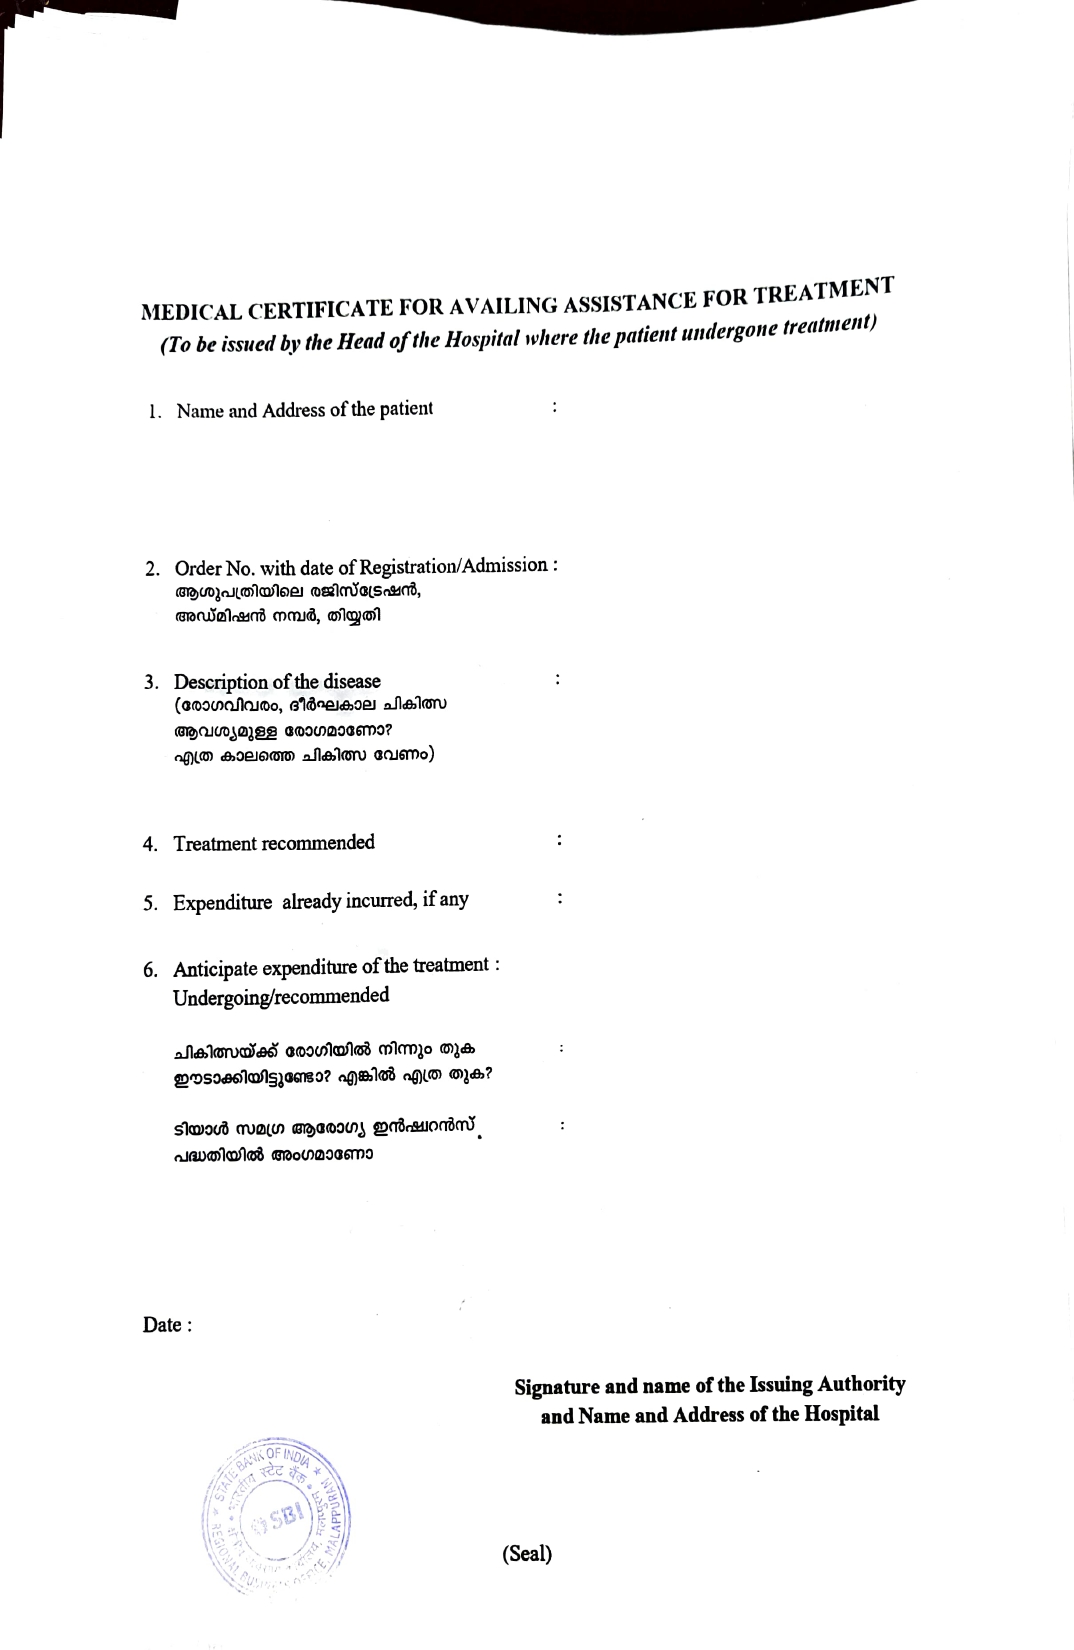 MEDICAL CERTIFICATE FOR AVAILING ASSISTANCE FOR TREATMENT
(To be issued by the Head of the Hospital where the patient undergone treatment)
1. Name and Address of the patient :
2. Order No. with date of Registration/Admission :
ആശുപത്രിയിലെ രജിസ്ട്രേഷൻ,
അഡ്മിഷൻ നമ്പർ, തിയ്യതി
3. Description of the disease :
(രോഗവിവരം, ദീർഘകാല ചികിത്സ
ആവശ്യമുള്ള രോഗമാണോ?
എത്ര കാലത്തെ ചികിത്സ വേണം)
4. Treatment recommended :
5. Expenditure already incurred, if any :
6. Anticipate expenditure of the treatment :
Undergoing/recommended
ചികിത്സയ്ക്ക് രോഗിയിൽ നിന്നും തുക :
ഈടാക്കിയിട്ടുണ്ടോ? എങ്കിൽ എത്ര തുക?
ടിയാൾ സമഗ്ര ആരോഗ്യ ഇൻഷ്വറൻസ് :
പദ്ധതിയിൽ അംഗമാണോ
Date :
Signature and name of the Issuing Authority
and Name and Address of the Hospital
STATE BANK OF INDIA
भारतीय स्टेट बैंक
SBI
REGIONAL BUSINESS OFFICE, MALAPPURAM
(Seal)